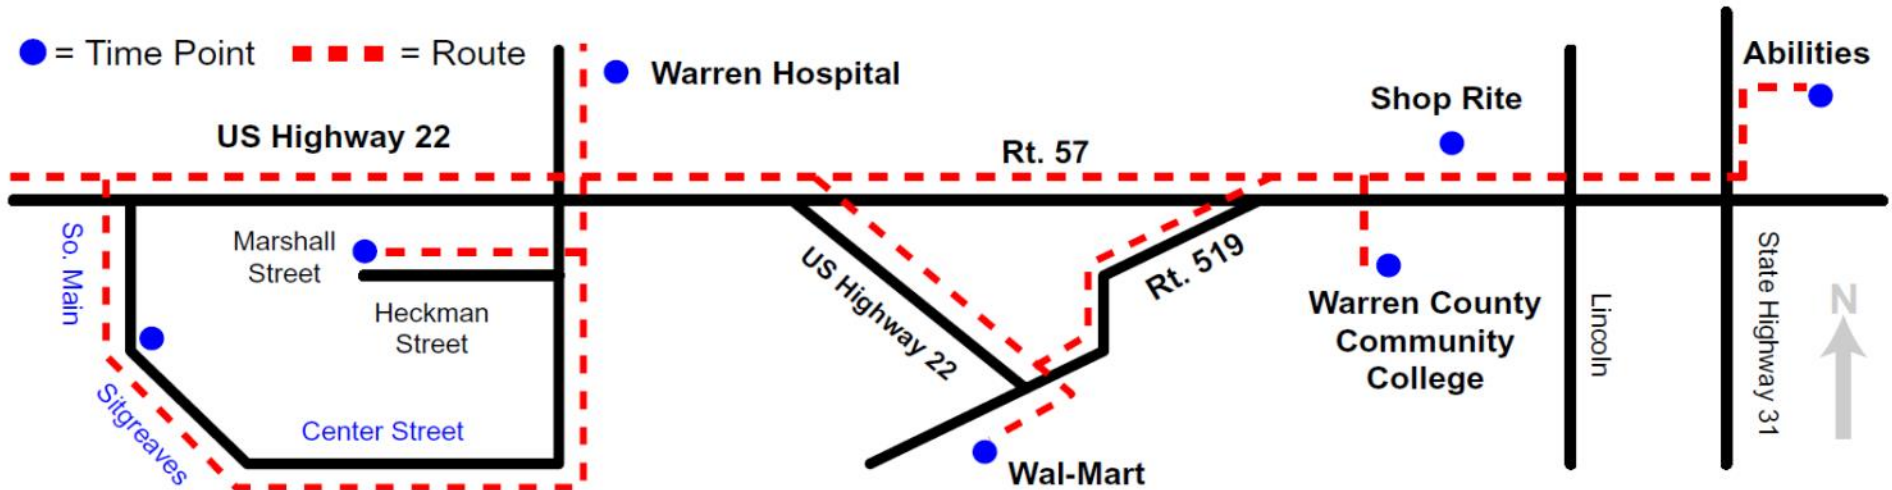 = Time Point
= Route
Warren Hospital
Abilities
Shop Rite
US Highway 22
Rt. 57
So. Main
Marshall
Street
Heckman
Street
US Highway 22
Rt. 519
Warren County
Community
College
Lincoln
State Highway 31
N
Sitgreaves
Center Street
Wal-Mart